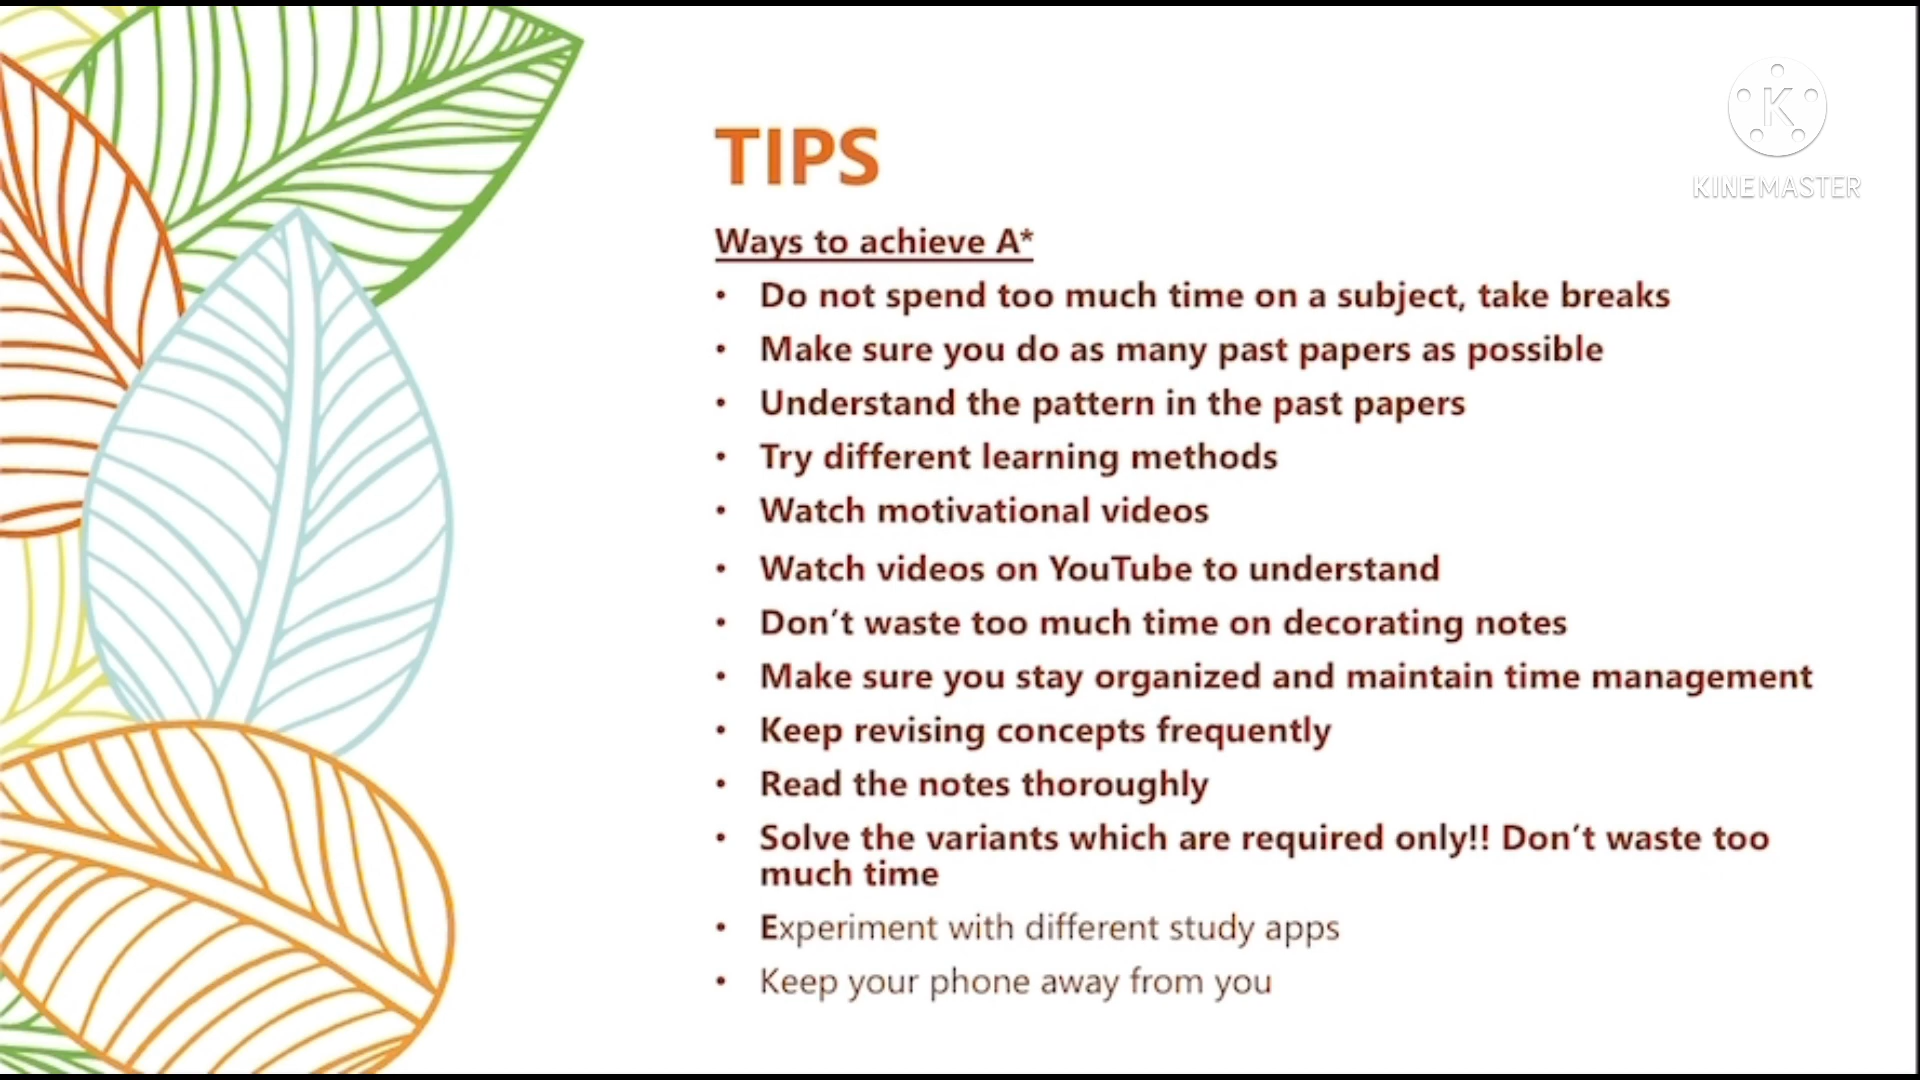 K
KINEMASTER
TIPS
Ways to achieve A*
• Do not spend too much time on a subject, take breaks
• Make sure you do as many past papers as possible
• Understand the pattern in the past papers
• Try different learning methods
• Watch motivational videos
• Watch videos on YouTube to understand
• Don’t waste too much time on decorating notes
• Make sure you stay organized and maintain time management
• Keep revising concepts frequently
• Read the notes thoroughly
• Solve the variants which are required only!! Don’t waste too
much time
• Experiment with different study apps
• Keep your phone away from you